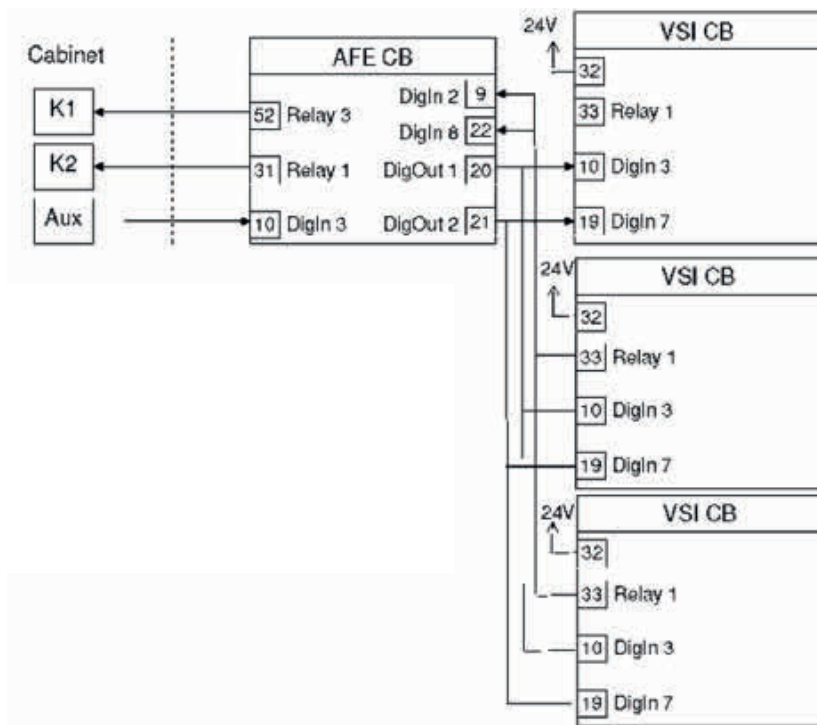 Cabinet
K1
K2
Aux
AFE CB
52 Relay 3
31 Relay 1
10 DigIn 3
DigIn 2 9
DigIn 6 22
DigOut 1 20
DigOut 2 21
24V
VSI CB
32
33 Relay 1
10 DigIn 3
19 DigIn 7
24V
VSI CB
32
33 Relay 1
10 DigIn 3
19 DigIn 7
24V
VSI CB
32
33 Relay 1
10 DigIn 3
19 DigIn 7